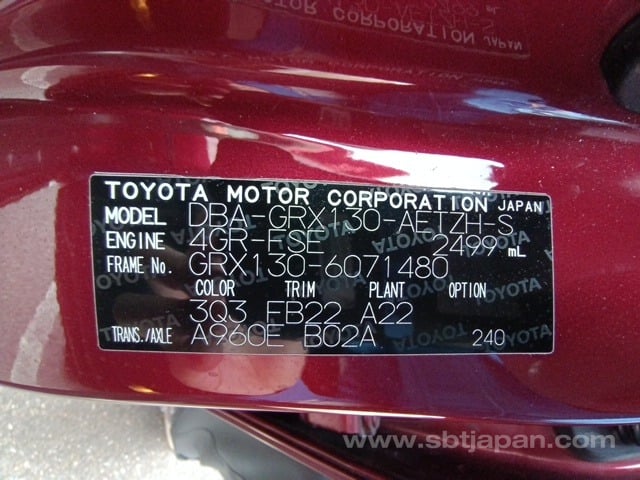 TOYOTA MOTOR CORPORATION JAPAN
MODEL DBA-GRX130-AETZH-S
ENGINE 4GR-FSE 2499 mL
FRAME No. GRX130-6071480
COLOR TRIM PLANT OPTION
3Q3 FB22 A22
TRANS./AXLE A960E B02A 240
www.sbtjapan.com